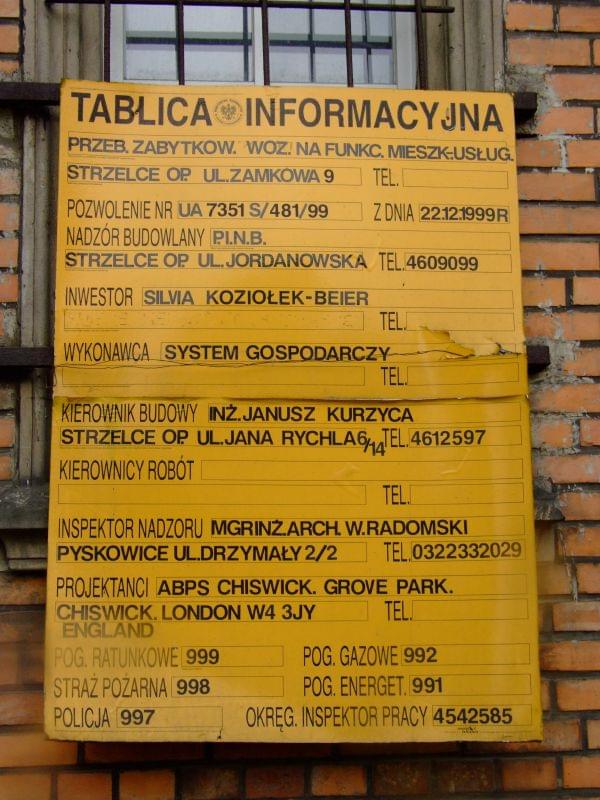 TABLICA INFORMACYJNA
PRZEB. ZABYTKOW. WOZ. NA FUNKC. MIESZK.-USŁUG.
STRZELCE OP. UL.ZAMKOWA 9 TEL.
POZWOLENIE NR UA 7351 S/481/99 Z DNIA 22.12.1999R
NADZÓR BUDOWLANY P.I.N.B.
STRZELCE OP. UL.JORDANOWSKA TEL. 4609099
INWESTOR SILVIA KOZIOŁEK-BEIER
TEL.
WYKONAWCA SYSTEM GOSPODARCZY
TEL.
KIEROWNIK BUDOWY INŻ.JANUSZ KURZYCA
STRZELCE OP. UL.JANA RYCHLA 6/14 TEL. 4612597
KIEROWNICY ROBÓT
TEL.
INSPEKTOR NADZORU MGRINŻ.ARCH. W.RADOMSKI
PYSKOWICE UL.DRZYMAŁY 2/2 TEL. 0322332029
PROJEKTANCI ABPS CHISWICK. GROVE PARK.
CHISWICK. LONDON W4 3JY TEL.
ENGLAND
POG. RATUNKOWE 999 POG. GAZOWE 992
STRAŻ POŻARNA 998 POG. ENERGET. 991
POLICJA 997 OKRĘG. INSPEKTOR PRACY 4542585